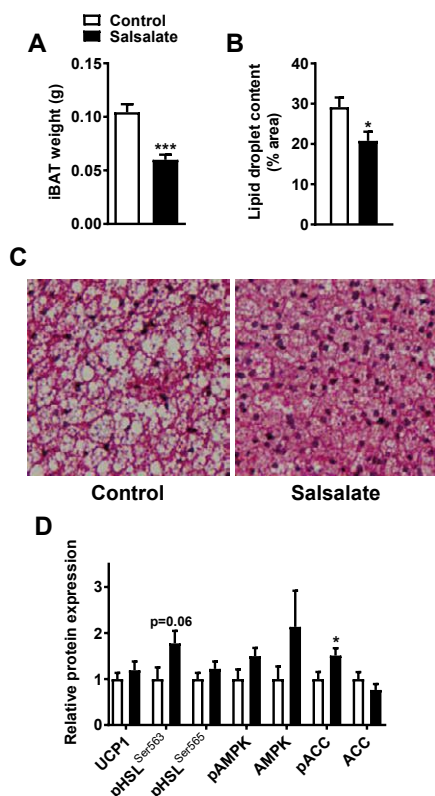 Control
Salsalate
A
iBAT weight (g)
0.15
0.10
0.05
0.00
***
B
Lipid droplet content
(% area)
40
30
20
10
0
*
C
Control
Salsalate
D
Relative protein expression
3
2
1
0
p=0.06
*
UCP1
pHSL Ser563
pHSL Ser565
pAMPK
AMPK
pACC
ACC